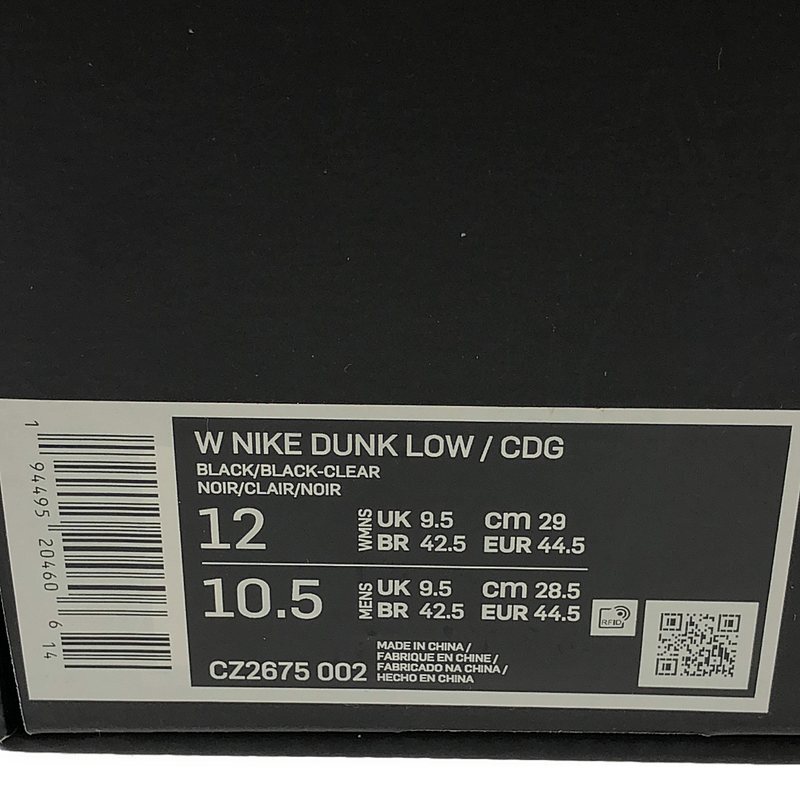 W NIKE DUNK LOW / CDG
BLACK/BLACK-CLEAR
NOIR/CLAIR/NOIR
12 WMNS UK 9.5 cm 29
BR 42.5 EUR 44.5
10.5 MENS UK 9.5 cm 28.5
BR 42.5 EUR 44.5
RFID
CZ2675 002
MADE IN CHINA /
FABRIQUE EN CHINE /
FABRICADO NA CHINA /
HECHO EN CHINA
1 94495 20460 6 14